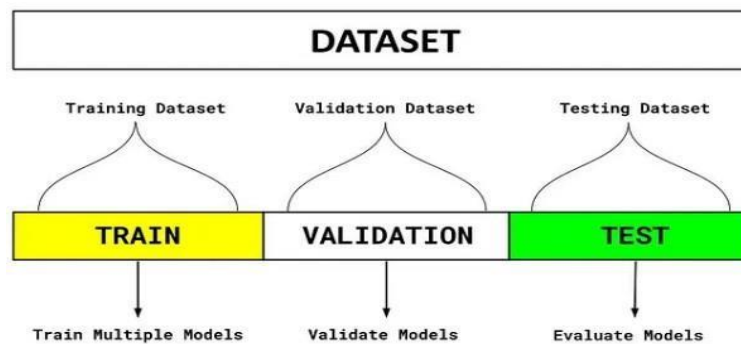 DATASET
Training Dataset Validation Dataset Testing Dataset
TRAIN VALIDATION TEST
Train Multiple Models Validate Models Evaluate Models